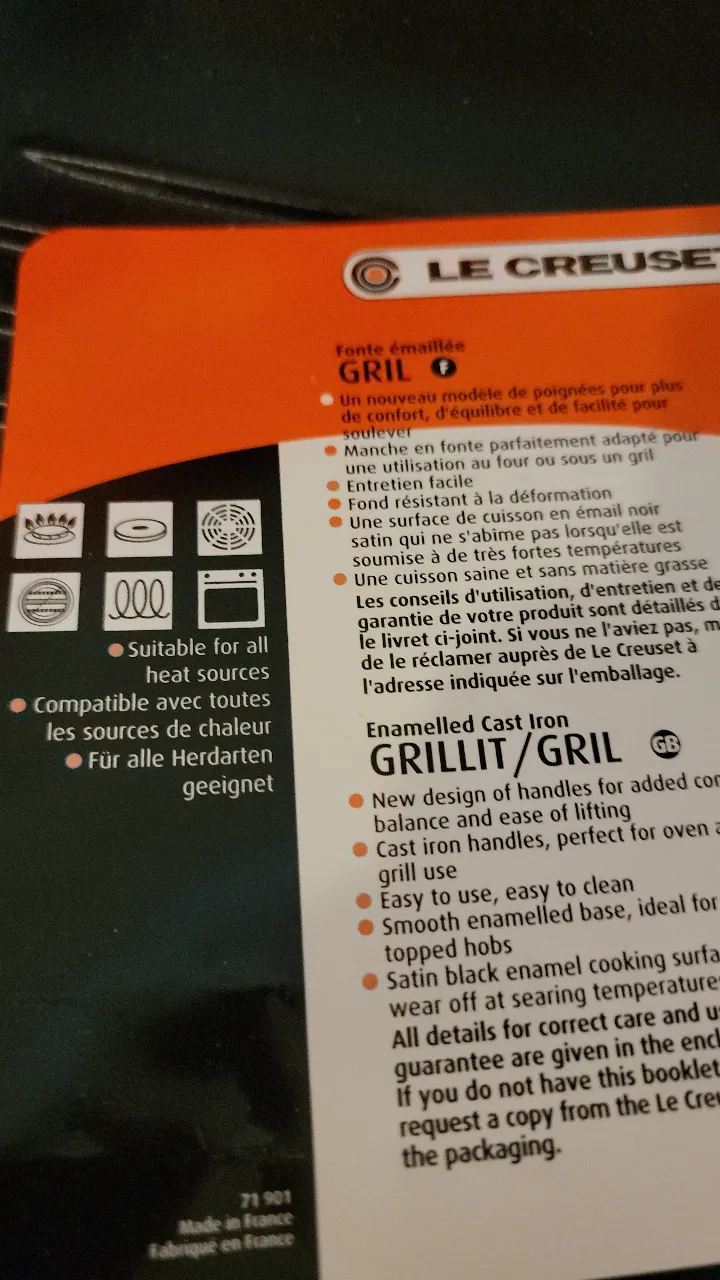 LE CREUSET
Fonte émaillée
GRIL F
Un nouveau modèle de poignées pour plus
de confort, d'équilibre et de facilité pour
soulever
Manche en fonte parfaitement adapté pour
une utilisation au four ou sous un gril
Entretien facile
Fond résistant à la déformation
Une surface de cuisson en émail noir
satin qui ne s'abime pas lorsqu'elle est
soumise à de très fortes températures
Une cuisson saine et sans matière grasse
Les conseils d'utilisation, d'entretien et de
garantie de votre produit sont détaillés
le livret ci-joint. Si vous ne l'aviez pas,
de le réclamer auprès de Le Creuset à
l'adresse indiquée sur l'emballage.
Suitable for all
heat sources
Compatible avec toutes
les sources de chaleur
Für alle Herdarten
geeignet
Enamelled Cast Iron
GRILLIT/GRIL GB
New design of handles for added
balance and ease of lifting
Cast iron handles, perfect for oven
grill use
Easy to use, easy to clean
Smooth enamelled base, ideal for
topped hobs
Satin black enamel cooking
wear off at searing temperatures
All details for correct care and
guarantee are given in the
If you do not have this booklet
request a copy from the Le
the packaging.
71 901
Made in France
Fabriqué en France